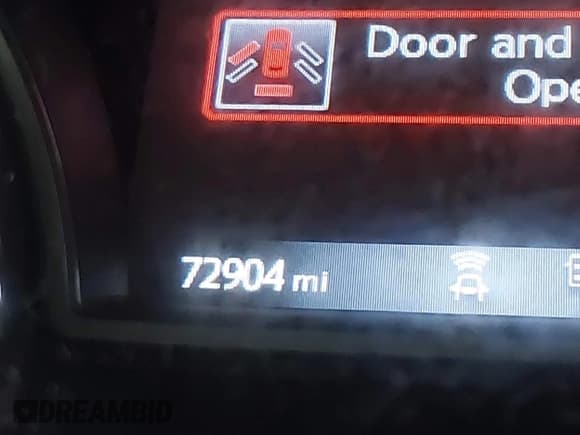 Door and
Ope
72904 mi
DREAMBID